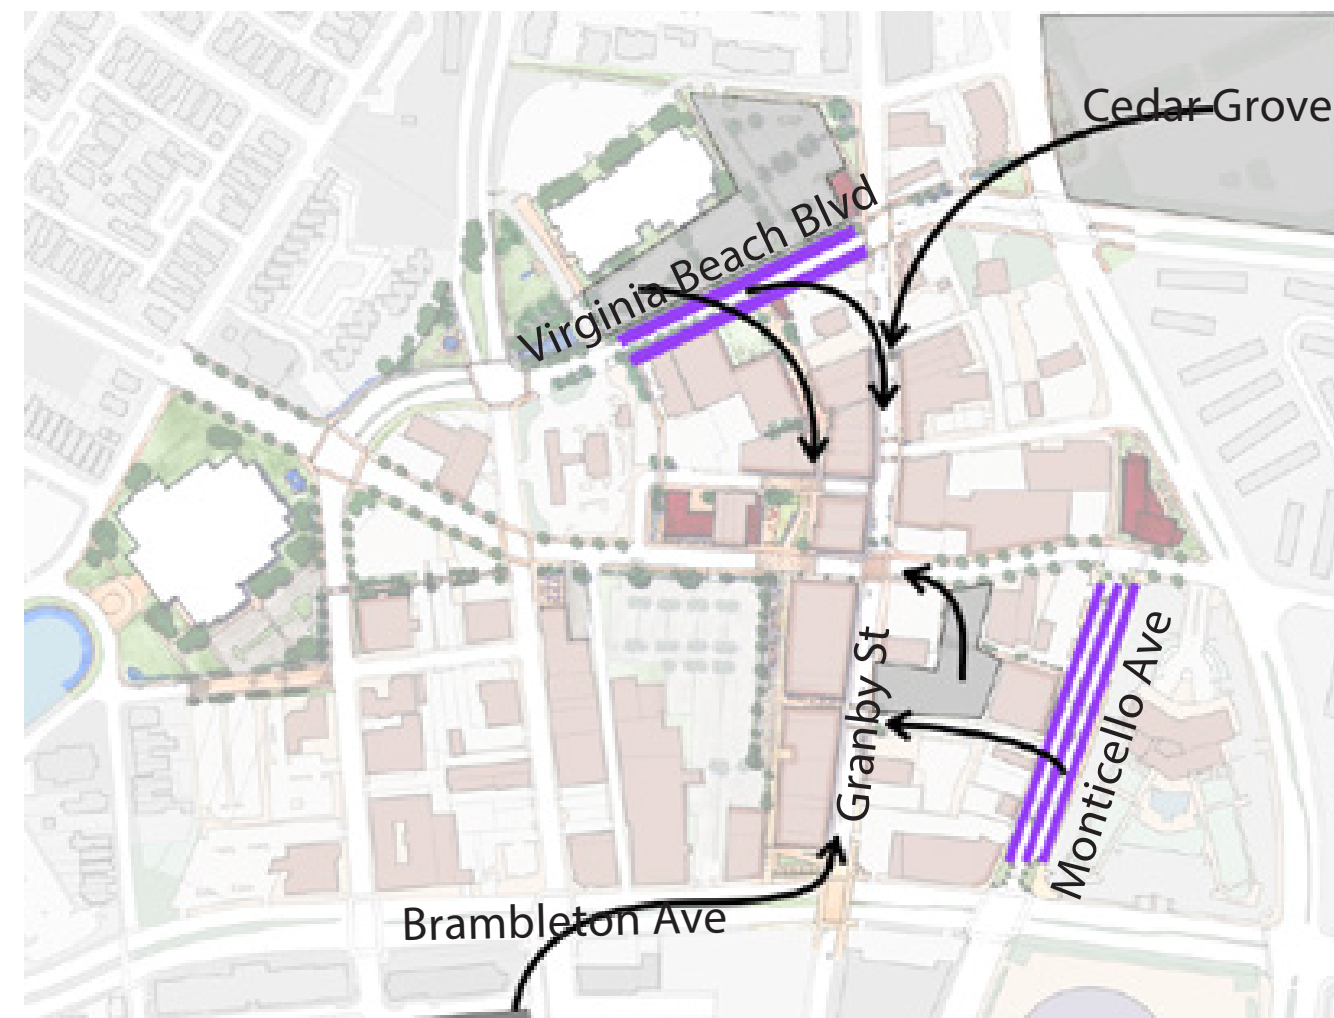 Cedar Grove
Virginia Beach Blvd
Granby St
Monticello Ave
Brambleton Ave